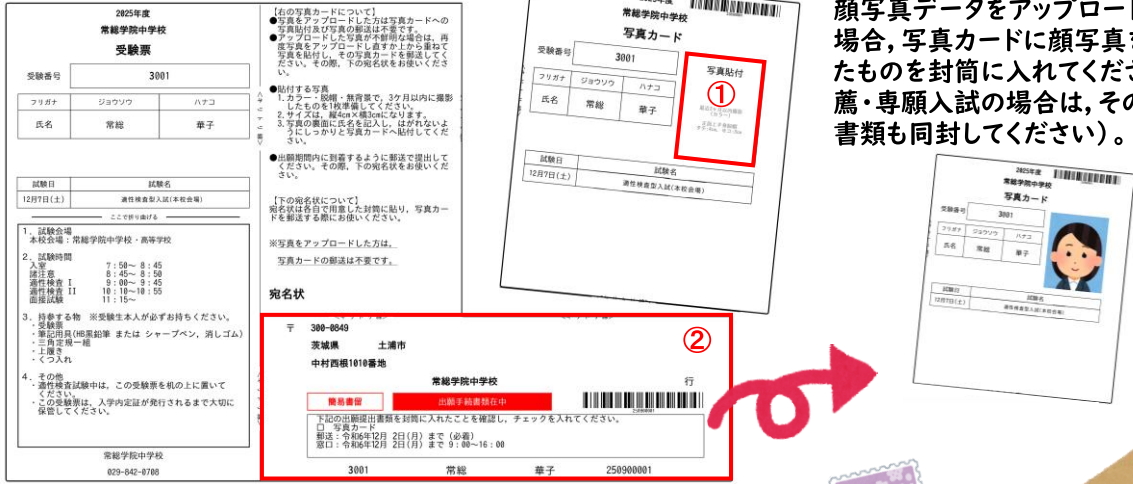 2025年度
常総学院中学校
受験票
受験番号 3001
フリガナ ジョウソウ ハナコ
氏名 常総 華子
試験日 試験名
12月7日(土) 適性検査型入試(本校会場)
ここで折り曲げる
1. 試験会場
本校会場:常総学院中学校・高等学校
2. 試験時間
入室 7:50～ 8:45
諸注意 8:45～ 8:50
適性検査 I 9:00～ 9:45
適性検査 II 10:10～10:55
面接試験 11:15～
3. 持参する物 ※受験生本人が必ずお持ちください。
・受験票
・筆記用具(HB黒鉛筆 または シャープペン, 消しゴム)
・三角定規一組
・上履き
・くつ入れ
4. その他
・適性検査試験中は, この受験票を机の上に置いて
ください。
・この受験票は, 入学内定証が発行されるまで大切に
保管してください。
常総学院中学校
029-842-0708
【右の写真カードについて】
●写真をアップロードした方は写真カードへの
写真貼付及び写真の郵送は不要です。
●アップロードした写真が不鮮明な場合は、再
度写真をアップロードし直すか上から重ねて
写真を貼付し、その写真カードを郵送してく
ださい。その際、下の宛名状をお使いくださ
い。
●貼付する写真
1.カラー・脱帽・無背景で、3ケ月以内に撮影
したものを1枚準備してください。
2.サイズは、縦4cm×横3cmになります。
3.写真の裏面に氏名を記入し、はがれないよ
うにしっかりと写真カードへ貼付してくだ
さい。
●出願期間内に到着するように郵送で提出して
ください。その際、下の宛名状をお使いくだ
さい。
【下の宛名状について】
宛名状は各自で用意した封筒に貼り、写真カー
ドを郵送する際にお使いください。
※写真をアップロードした方は、
写真カードの郵送は不要です。
宛名状
〒 300-0849
茨城県 土浦市
中村西根1010番地
②
常総学院中学校 行
簡易書留 出願手続書類在中
250900001
下記の出願提出書類を封筒に入れたことを確認し, チェックを入れてください。
□ 写真カード
郵送:令和6年12月 2日(月) まで (必着)
窓口:令和6年12月 2日(月) まで 9:00～16:00
3001 常総 華子 250900001
常総学院中学校
写真カード
受験番号 3001
フリガナ ジョウソウ ハナコ
氏名 常総 華子
写真貼付
①
試験日 試験名
12月7日(土) 適性検査型入試(本校会場)
顔写真データをアップロード
場合, 写真カードに顔写真
たものを封筒に入れてくださ
薦・専願入試の場合は, その
書類も同封してください)。
2025年度
常総学院中学校
写真カード
受験番号 3001
フリガナ ジョウソウ ハナコ
氏名 常総 華子
試験日 試験名
12月7日(土) 適性検査型入試(本校会場)